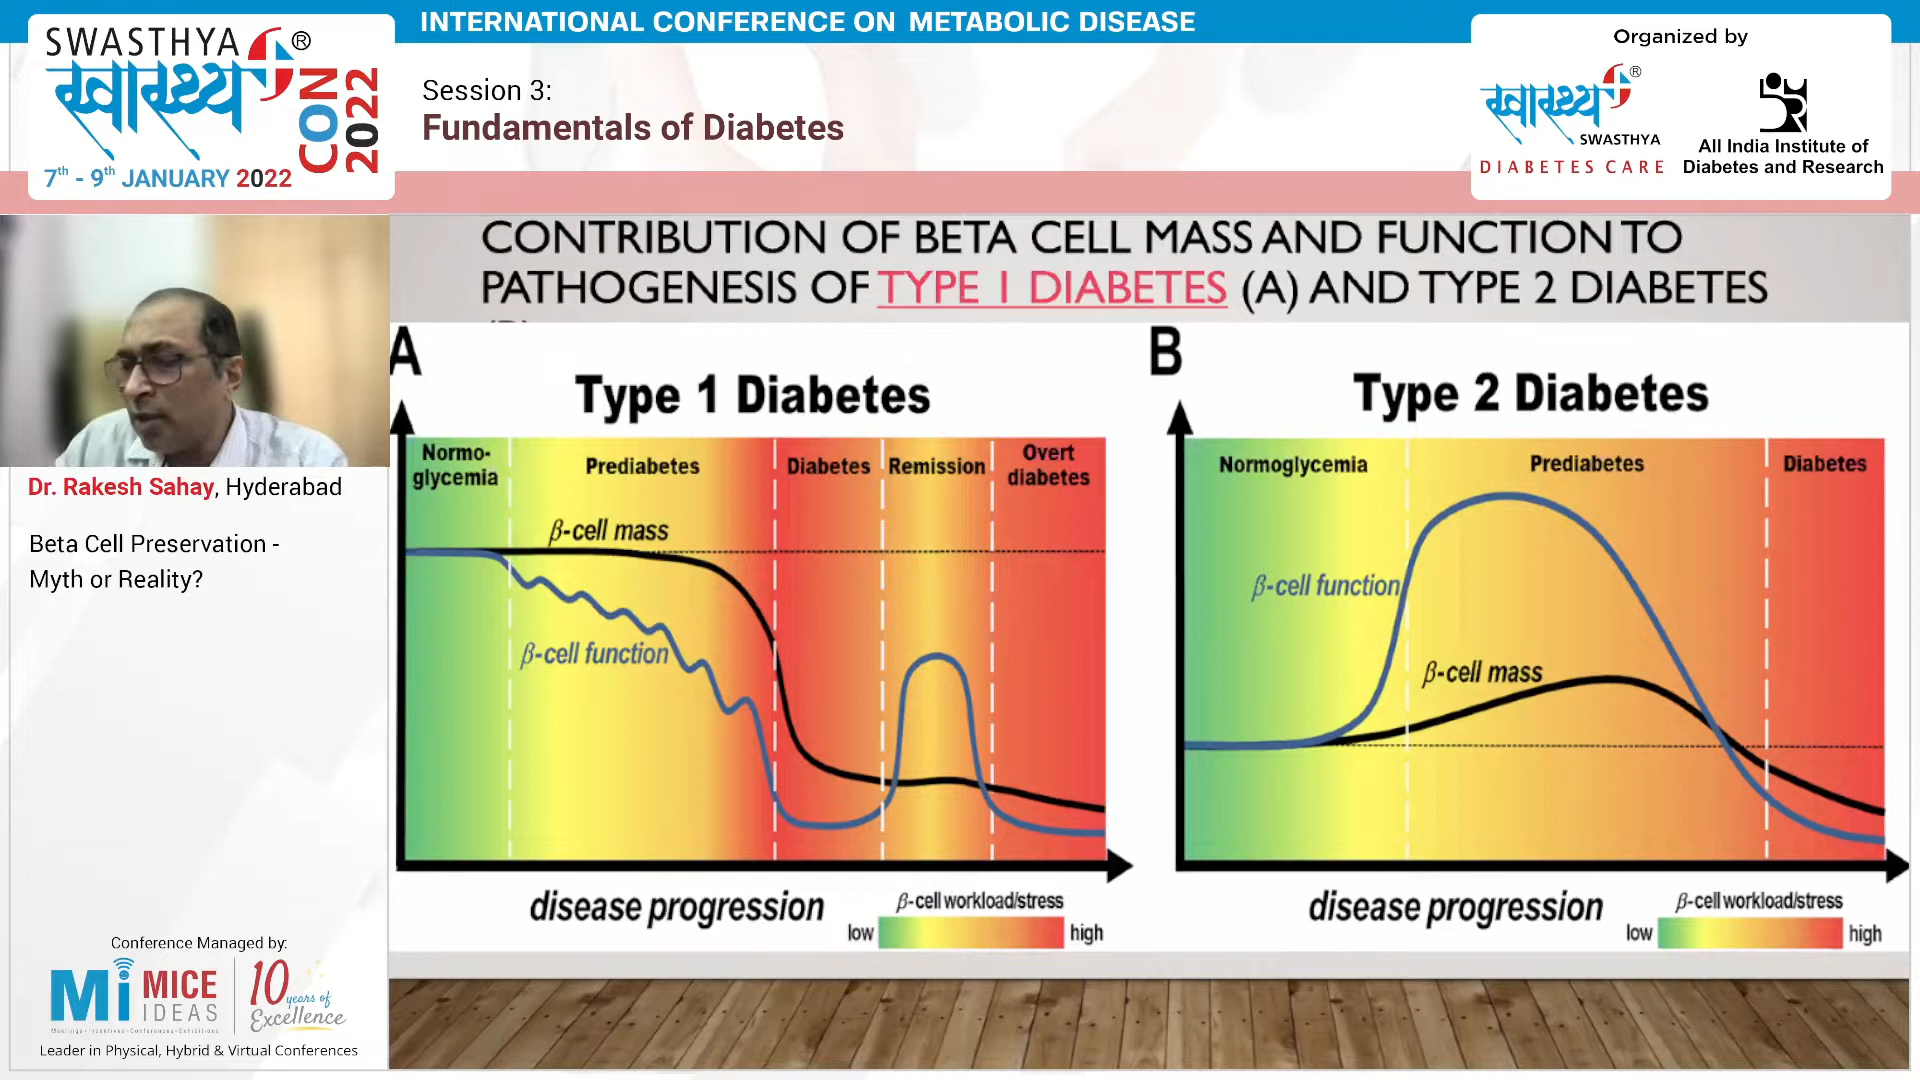 INTERNATIONAL CONFERENCE ON METABOLIC DISEASE
SWASTHYA ®
स्वास्थ्य
CON 2022
7th - 9th JANUARY 2022
Session 3:
Fundamentals of Diabetes
Organized by
स्वास्थ्य ®
SWASTHYA
DIABETES CARE
All India Institute of
Diabetes and Research
Dr. Rakesh Sahay, Hyderabad
Beta Cell Preservation -
Myth or Reality?
Conference Managed by:
Mi MICE
IDEAS
Meetings•Incentives•Conferences•Exhibitions
10 years of
Excellence
Leader in Physical, Hybrid & Virtual Conferences
CONTRIBUTION OF BETA CELL MASS AND FUNCTION TO
PATHOGENESIS OF TYPE 1 DIABETES (A) AND TYPE 2 DIABETES
A
Type 1 Diabetes
Normo-
glycemia
Prediabetes
Diabetes
Remission
Overt
diabetes
β-cell mass
β-cell function
disease progression
β-cell workload/stress
low
high
B
Type 2 Diabetes
Normoglycemia
Prediabetes
Diabetes
β-cell function
β-cell mass
disease progression
β-cell workload/stress
low
high